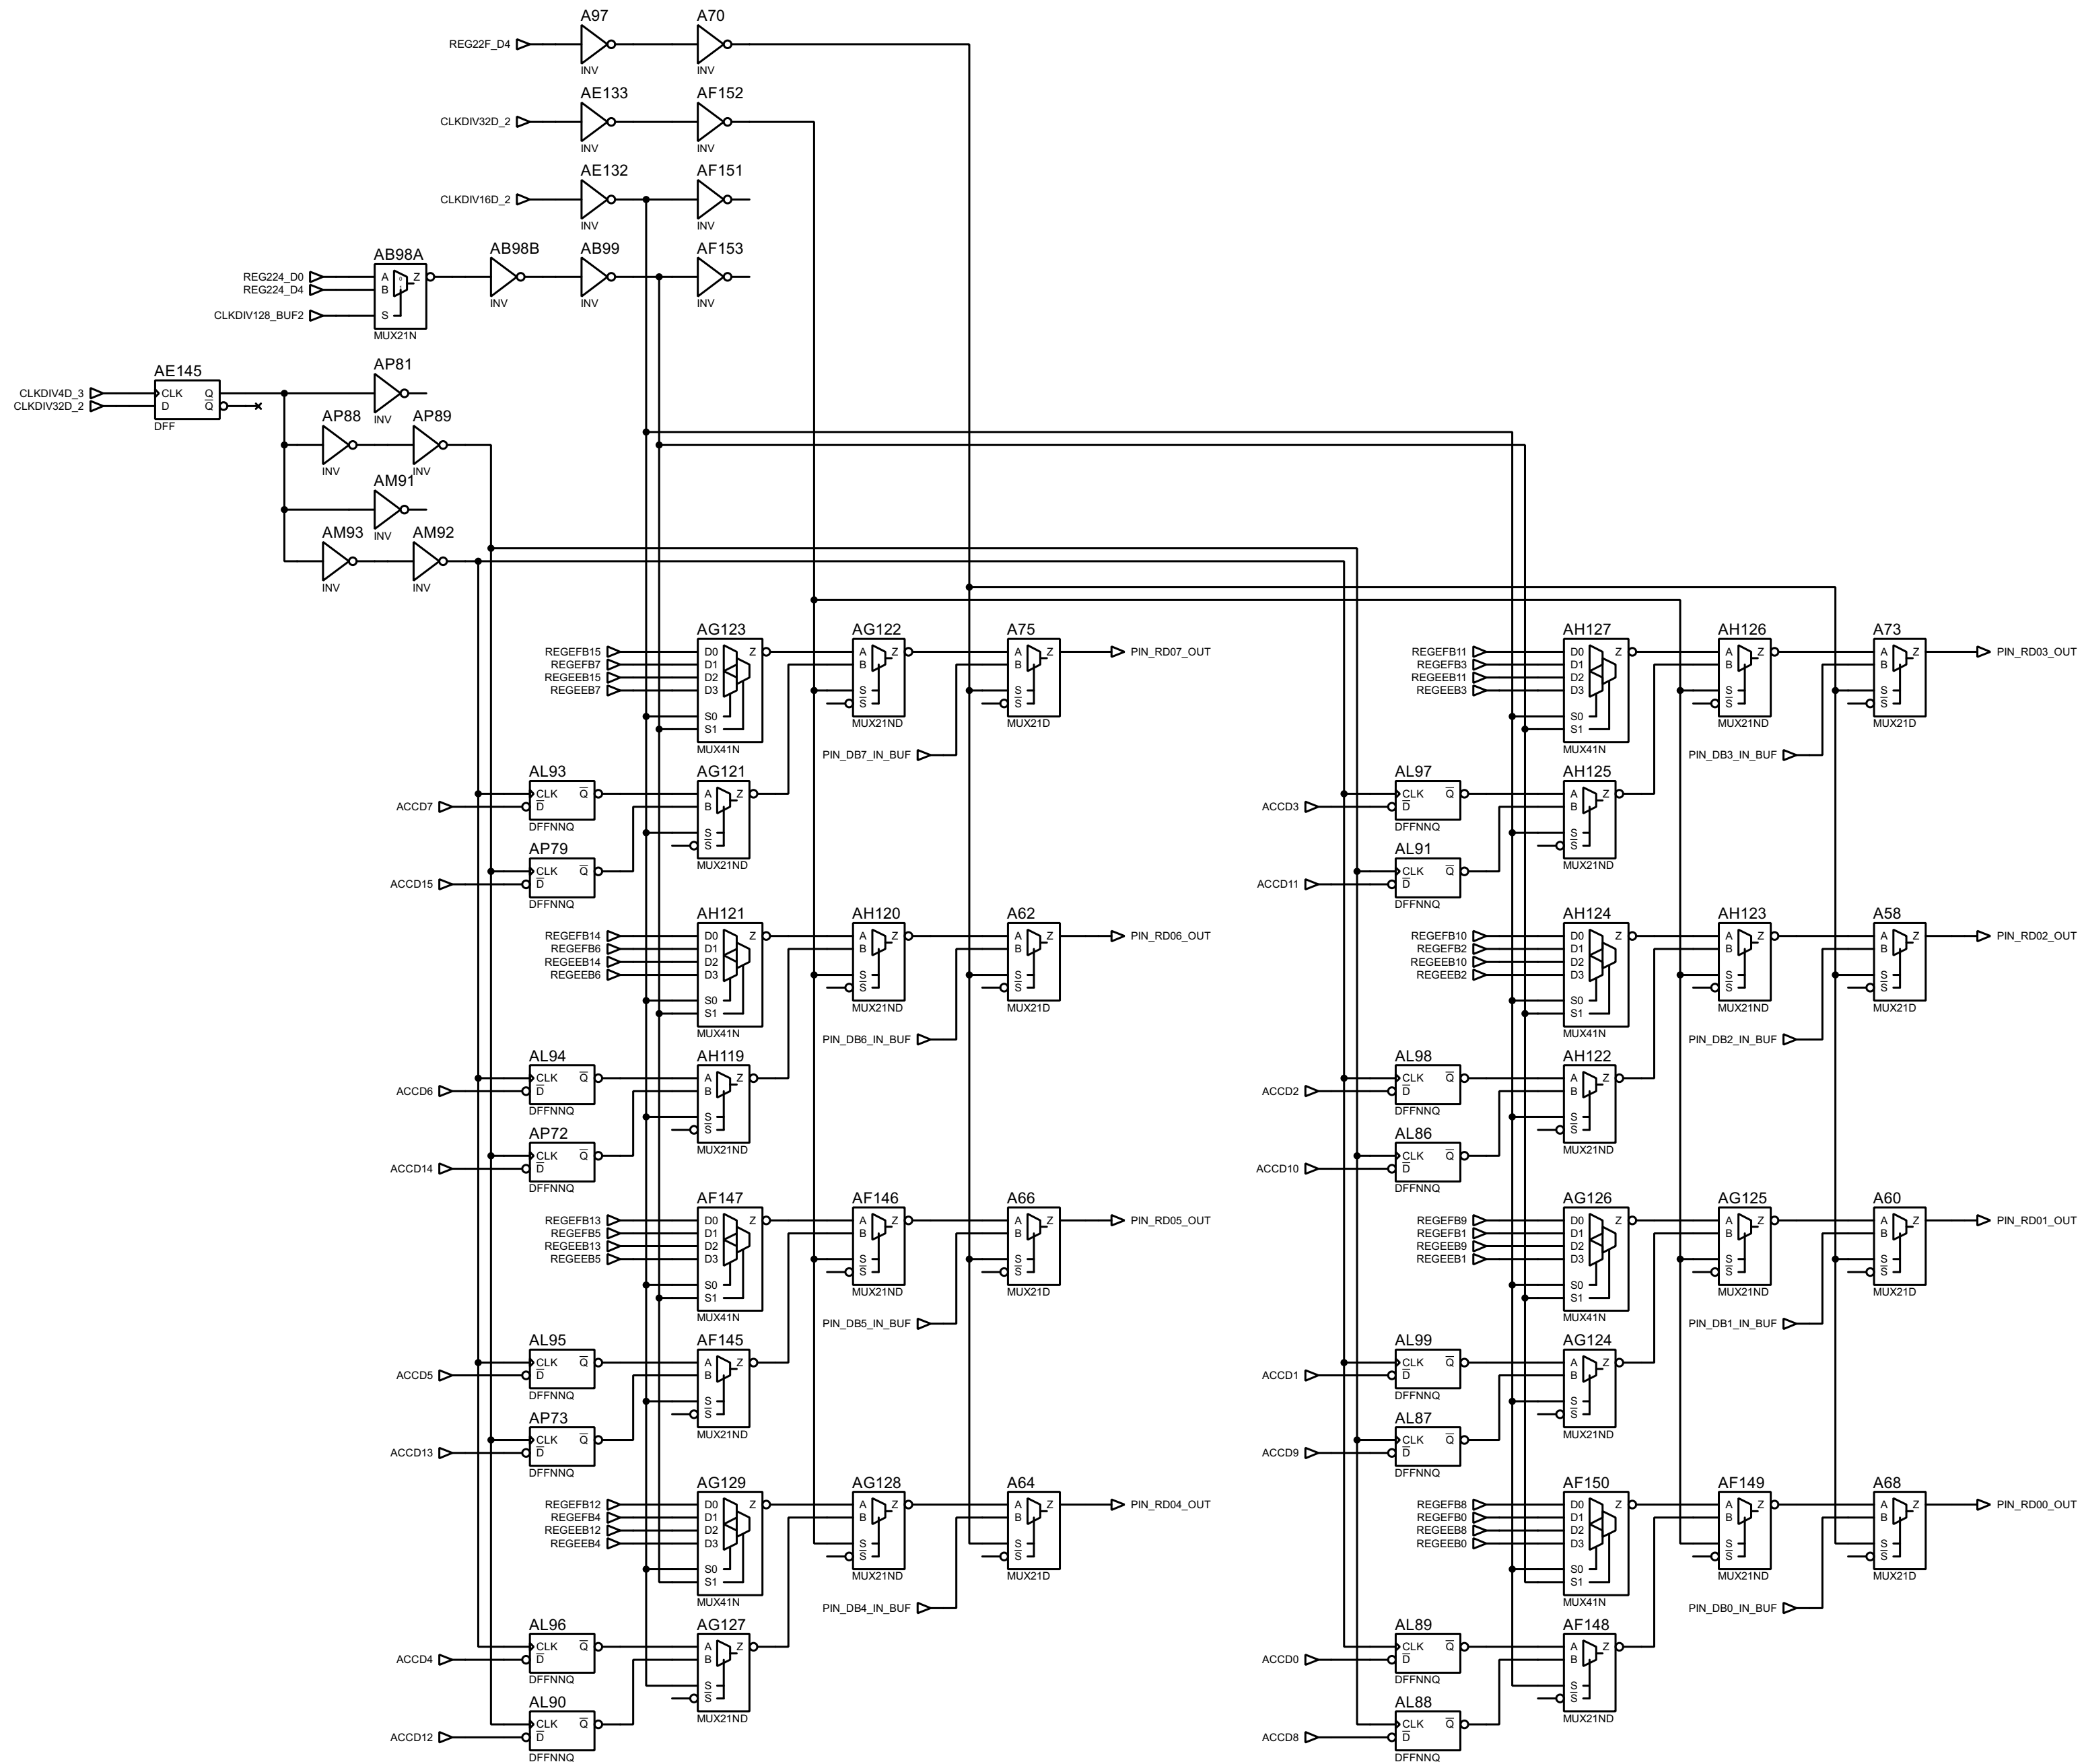 A97 A70
REG22F_D4
INV INV
AE133 AF152
CLKDIV32D_2
INV INV
AE132 AF151
CLKDIV16D_2
INV INV
AB98A AB98B AB99 AF153
REG224_D0 A Z
REG224_D4 B
INV INV INV
CLKDIV128_BUF2 S
MUX21N
AE145 AP81
CLKDIV4D_3 CLK Q
CLKDIV32D_2 D Q
DFF INV
AP88 AP89
INV INV
AM91
INV
AM93 AM92
INV INV
AG123 AG122 A75 AH127 AH126 A73
REGEFB15 D0 Z A Z A Z PIN_RD07_OUT REGEFB11 D0 Z A Z A Z PIN_RD03_OUT
REGEFB7 D1 B B REGEFB3 D1 B B
REGEEB15 D2 REGEEB11 D2
REGEEB7 D3 S S REGEEB3 D3 S S
S S S S
S0 S0
MUX21ND MUX21D MUX21ND MUX21D
S1 S1
MUX41N MUX41N
PIN_DB7_IN_BUF PIN_DB3_IN_BUF
AL93 AG121 AL97 AH125
CLK Q A Z CLK Q A Z
ACCD7 D B ACCD3 D B
DFFNNQ S DFFNNQ S
S S
AP79 MUX21ND AL91 MUX21ND
CLK Q CLK Q
ACCD15 D ACCD11 D
DFFNNQ DFFNNQ
AH121 AH120 A62 AH124 AH123 A58
REGEFB14 D0 Z A Z A Z PIN_RD06_OUT REGEFB10 D0 Z A Z A Z PIN_RD02_OUT
REGEFB6 D1 B B REGEFB2 D1 B B
REGEEB14 D2 REGEEB10 D2
REGEEB6 D3 S S REGEEB2 D3 S S
S S S S
S0 S0
MUX21ND MUX21D MUX21ND MUX21D
S1 S1
MUX41N MUX41N
PIN_DB6_IN_BUF PIN_DB2_IN_BUF
AL94 AH119 AL98 AH122
CLK Q A Z CLK Q A Z
ACCD6 D B ACCD2 D B
DFFNNQ S DFFNNQ S
S S
AP72 MUX21ND AL86 MUX21ND
CLK Q CLK Q
ACCD14 D ACCD10 D
DFFNNQ DFFNNQ
AF147 AF146 A66 AG126 AG125 A60
REGEFB13 D0 Z A Z A Z PIN_RD05_OUT REGEFB9 D0 Z A Z A Z PIN_RD01_OUT
REGEFB5 D1 B B REGEFB1 D1 B B
REGEEB13 D2 REGEEB9 D2
REGEEB5 D3 S S REGEEB1 D3 S S
S S S S
S0 S0
MUX21ND MUX21D MUX21ND MUX21D
S1 S1
MUX41N MUX41N
PIN_DB5_IN_BUF PIN_DB1_IN_BUF
AL95 AF145 AL99 AG124
CLK Q A Z CLK Q A Z
ACCD5 D B ACCD1 D B
DFFNNQ S DFFNNQ S
S S
AP73 MUX21ND AL87 MUX21ND
CLK Q CLK Q
ACCD13 D ACCD9 D
DFFNNQ DFFNNQ
AG129 AG128 A64 AF150 AF149 A68
REGEFB12 D0 Z A Z A Z PIN_RD04_OUT REGEFB8 D0 Z A Z A Z PIN_RD00_OUT
REGEFB4 D1 B B REGEFB0 D1 B B
REGEEB12 D2 REGEEB8 D2
REGEEB4 D3 S S REGEEB0 D3 S S
S S S S
S0 S0
MUX21ND MUX21D MUX21ND MUX21D
S1 S1
MUX41N MUX41N
PIN_DB4_IN_BUF PIN_DB0_IN_BUF
AL96 AG127 AL89 AF148
CLK Q A Z CLK Q A Z
ACCD4 D B ACCD0 D B
DFFNNQ S DFFNNQ S
S S
AL90 MUX21ND AL88 MUX21ND
CLK Q CLK Q
ACCD12 D ACCD8 D
DFFNNQ DFFNNQ